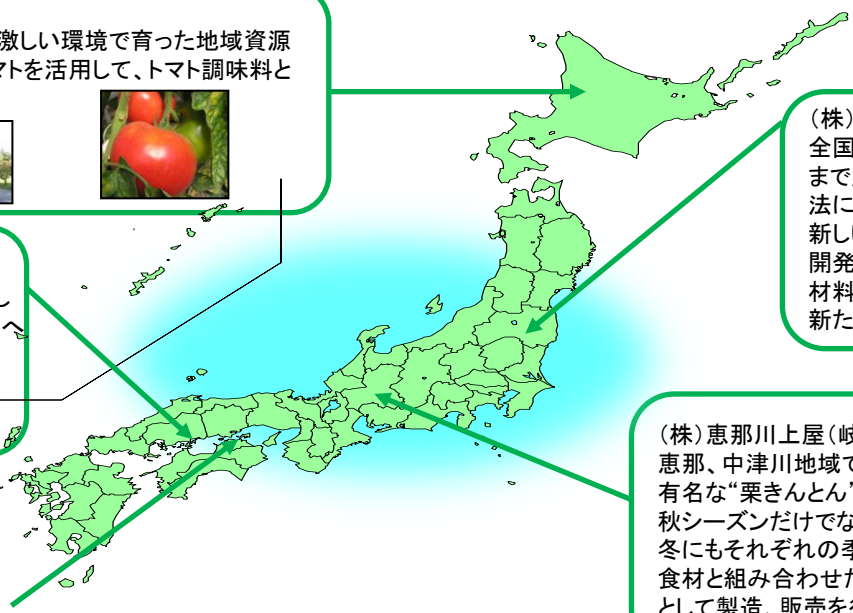 激しい環境で育った地域資源
マトを活用して、トマト調味料と
し
へ
（株）
全国
まで
法に
新し
開発
材料
新た
（株）恵那川上屋（岐
恵那、中津川地域で
有名な“栗きんとん”
秋シーズンだけでな
冬にもそれぞれの季
食材と組み合わせた
として製造、販売を